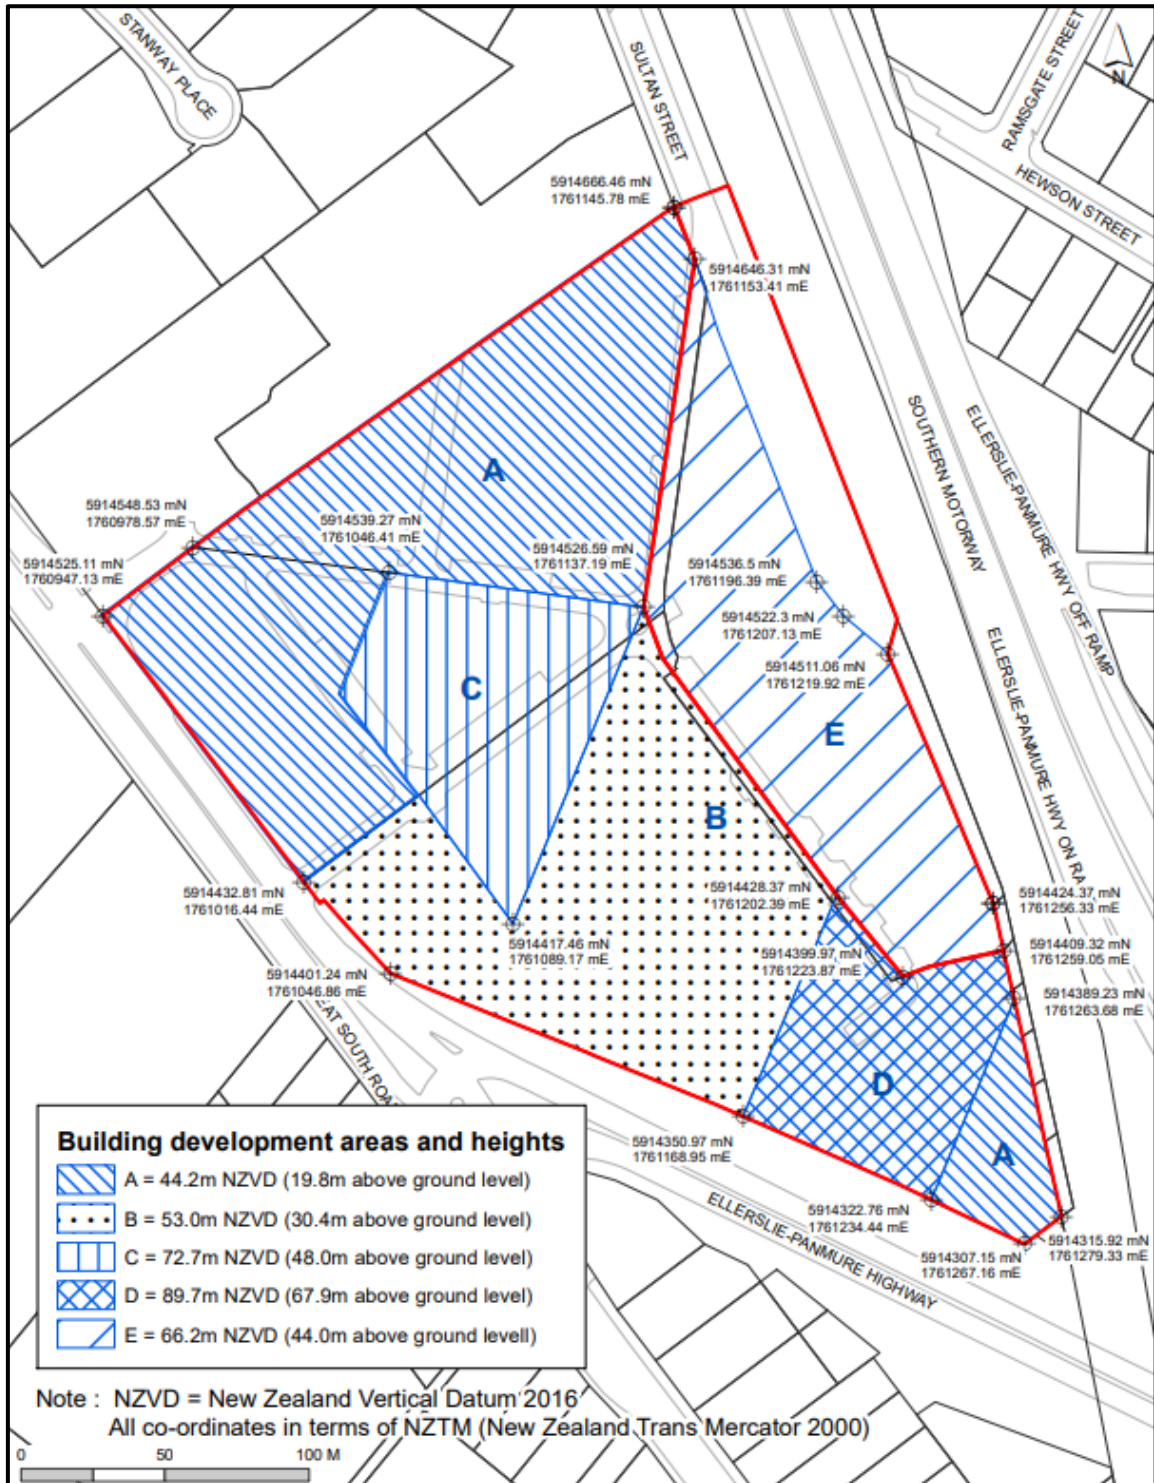 STANWAY PLACE
SULTAN STREET
RAMSGATE STREET
N
HEWSON STREET
5914666.46 mN
1761145.78 mE
5914646.31 mN
1761153.41 mE
SOUTHERN MOTORWAY
ELLERSLIE-PANMURE HWY OFF RAMP
A
5914548.53 mN
1760978.57 mE
5914539.27 mN
1761046.41 mE
5914526.59 mN
1761137.19 mE
5914525.11 mN
1760947.13 mE
5914536.5 mN
1761196.39 mE
5914522.3 mN
1761207.13 mE
5914511.06 mN
1761219.92 mE
ELLERSLIE-PANMURE HWY ON RA
C
E
B
5914432.81 mN
1761016.44 mE
5914428.37 mN
1761202.39 mE
5914424.37 mN
1761256.33 mE
5914417.46 mN
1761089.17 mE
5914399.97 mN
1761223.87 mE
5914409.32 mN
1761259.05 mE
5914401.24 mN
1761046.86 mE
5914389.23 mN
1761263.68 mE
EAT SOUTH ROA
D
A
5914350.97 mN
1761168.95 mE
5914322.76 mN
1761234.44 mE
5914315.92 mN
1761279.33 mE
5914307.15 mN
1761267.16 mE
ELLERSLIE-PANMURE HIGHWAY
Building development areas and heights
A = 44.2m NZVD (19.8m above ground level)
B = 53.0m NZVD (30.4m above ground level)
C = 72.7m NZVD (48.0m above ground level)
D = 89.7m NZVD (67.9m above ground level)
E = 66.2m NZVD (44.0m above ground levell)
Note : NZVD = New Zealand Vertical Datum 2016
All co-ordinates in terms of NZTM (New Zealand Trans Mercator 2000)
0 50 100 M